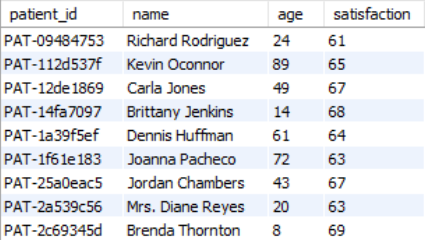 patient_id name age satisfaction
PAT-09484753 Richard Rodriguez 24 61
PAT-112d537f Kevin Oconnor 89 65
PAT-12de1869 Carla Jones 49 67
PAT-14fa7097 Brittany Jenkins 14 68
PAT-1a39f5ef Dennis Huffman 61 64
PAT-1f61e183 Joanna Pacheco 72 63
PAT-25a0eac5 Jordan Chambers 43 67
PAT-2a539c56 Mrs. Diane Reyes 20 63
PAT-2c69345d Brenda Thornton 8 69